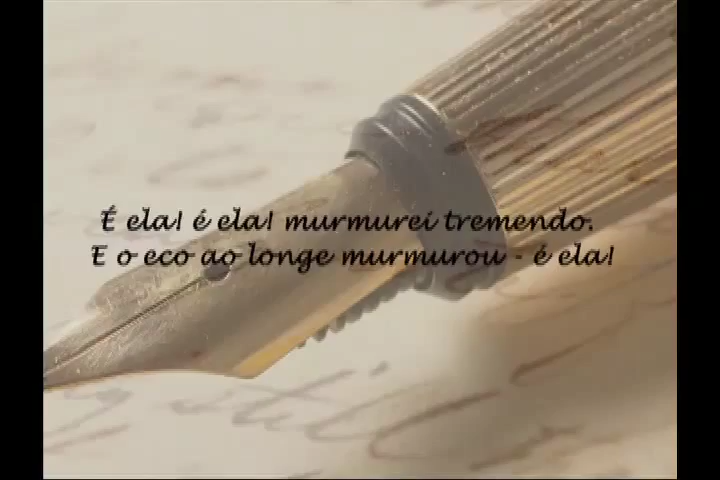 É ela! é ela! murmurei tremendo.
E o eco ao longe murmurou - é ela!